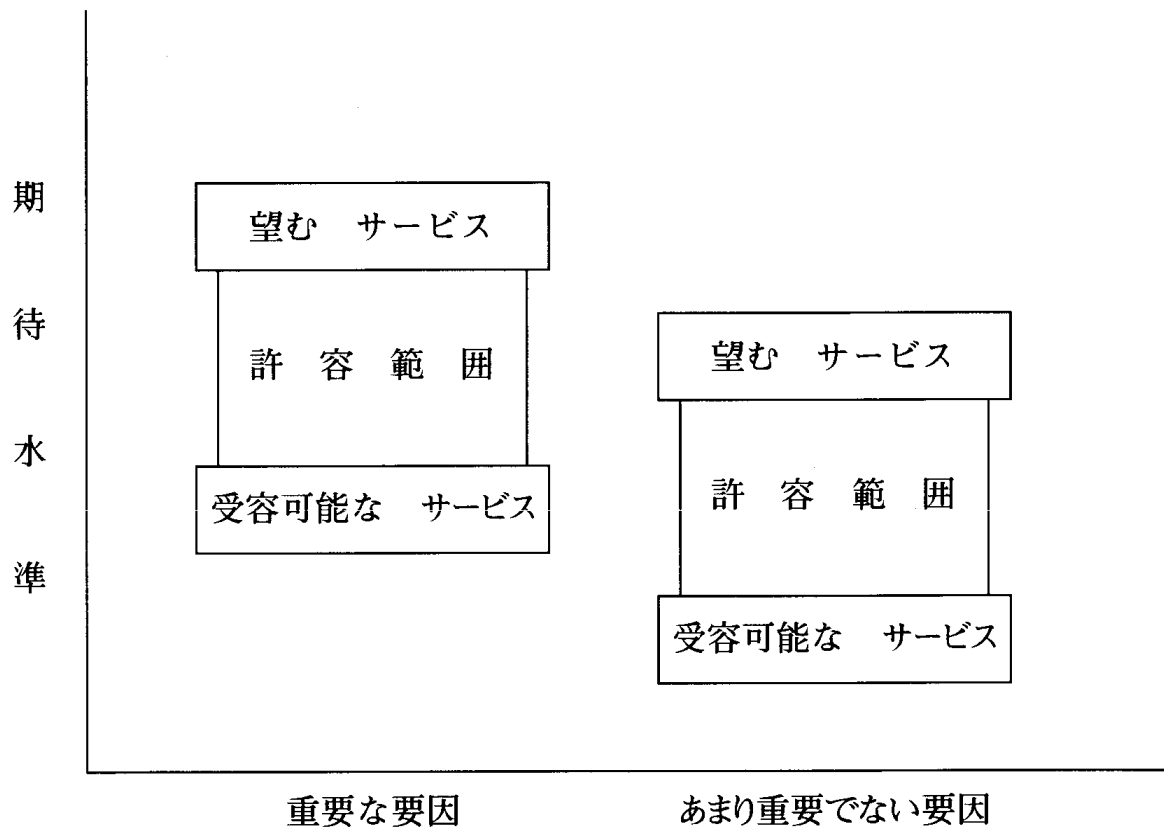 期待水準
望む サービス
許容範囲
受容可能な サービス
望む サービス
許容範囲
受容可能な サービス
重要な要因
あまり重要でない要因